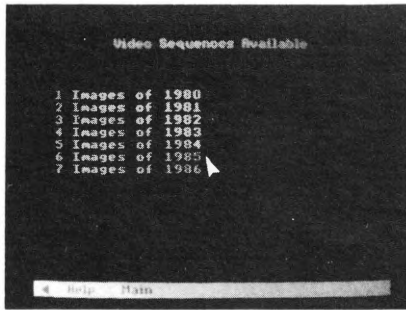 Video Sequences Available
1 Images of 1980
2 Images of 1981
3 Images of 1982
4 Images of 1983
5 Images of 1984
6 Images of 1985
7 Images of 1986
Help Main